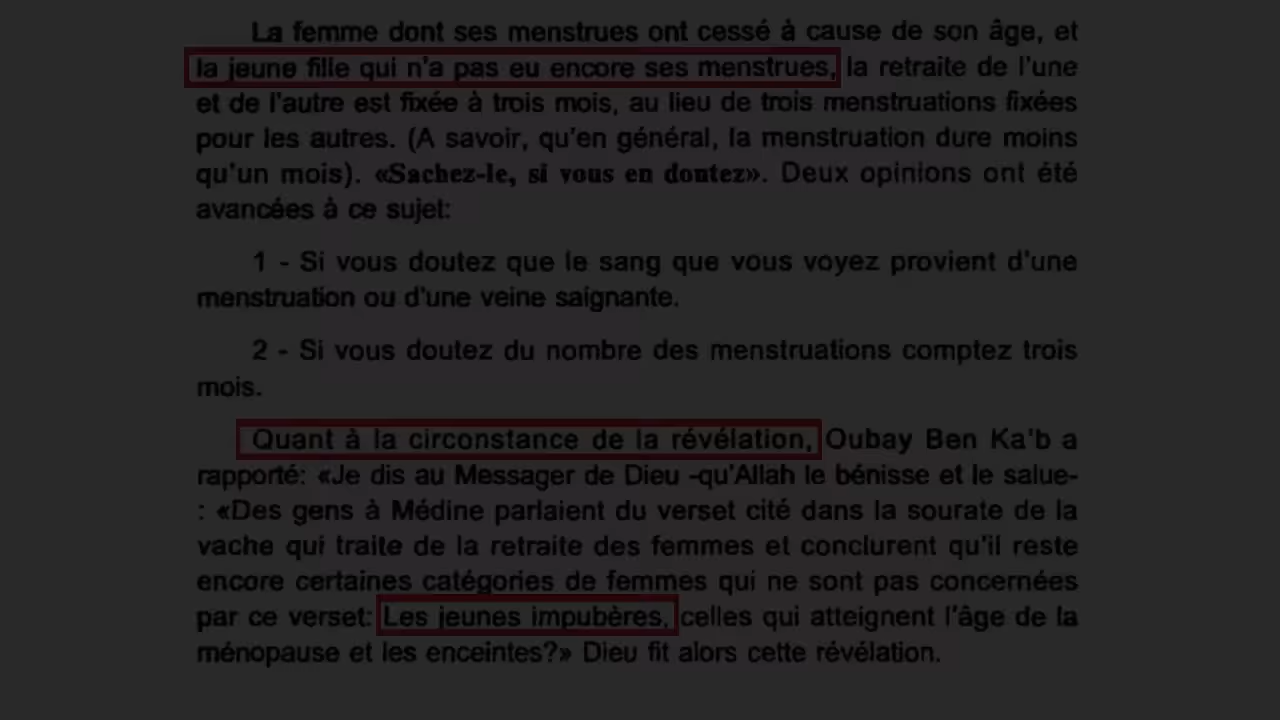 La femme dont ses menstrues ont cessé à cause de son âge, et
la jeune fille qui n'a pas eu encore ses menstrues, la retraite de l'une
et de l'autre est fixée à trois mois, au lieu de trois menstruations fixées
pour les autres. (A savoir, qu'en général, la menstruation dure moins
qu'un mois). «Sachez-le, si vous en doutez». Deux opinions ont été
avancées à ce sujet:
1 - Si vous doutez que le sang que vous voyez provient d'une
menstruation ou d'une veine saignante.
2 - Si vous doutez du nombre des menstruations comptez trois
mois.
Quant à la circonstance de la révélation, Oubay Ben Ka'b a
rapporté: «Je dis au Messager de Dieu -qu'Allah le bénisse et le salue-
: «Des gens à Médine parlaient du verset cité dans la sourate de la
vache qui traite de la retraite des femmes et conclurent qu'il reste
encore certaines catégories de femmes qui ne sont pas concernées
par ce verset: Les jeunes impubères, celles qui atteignent l'âge de la
ménopause et les enceintes?» Dieu fit alors cette révélation.